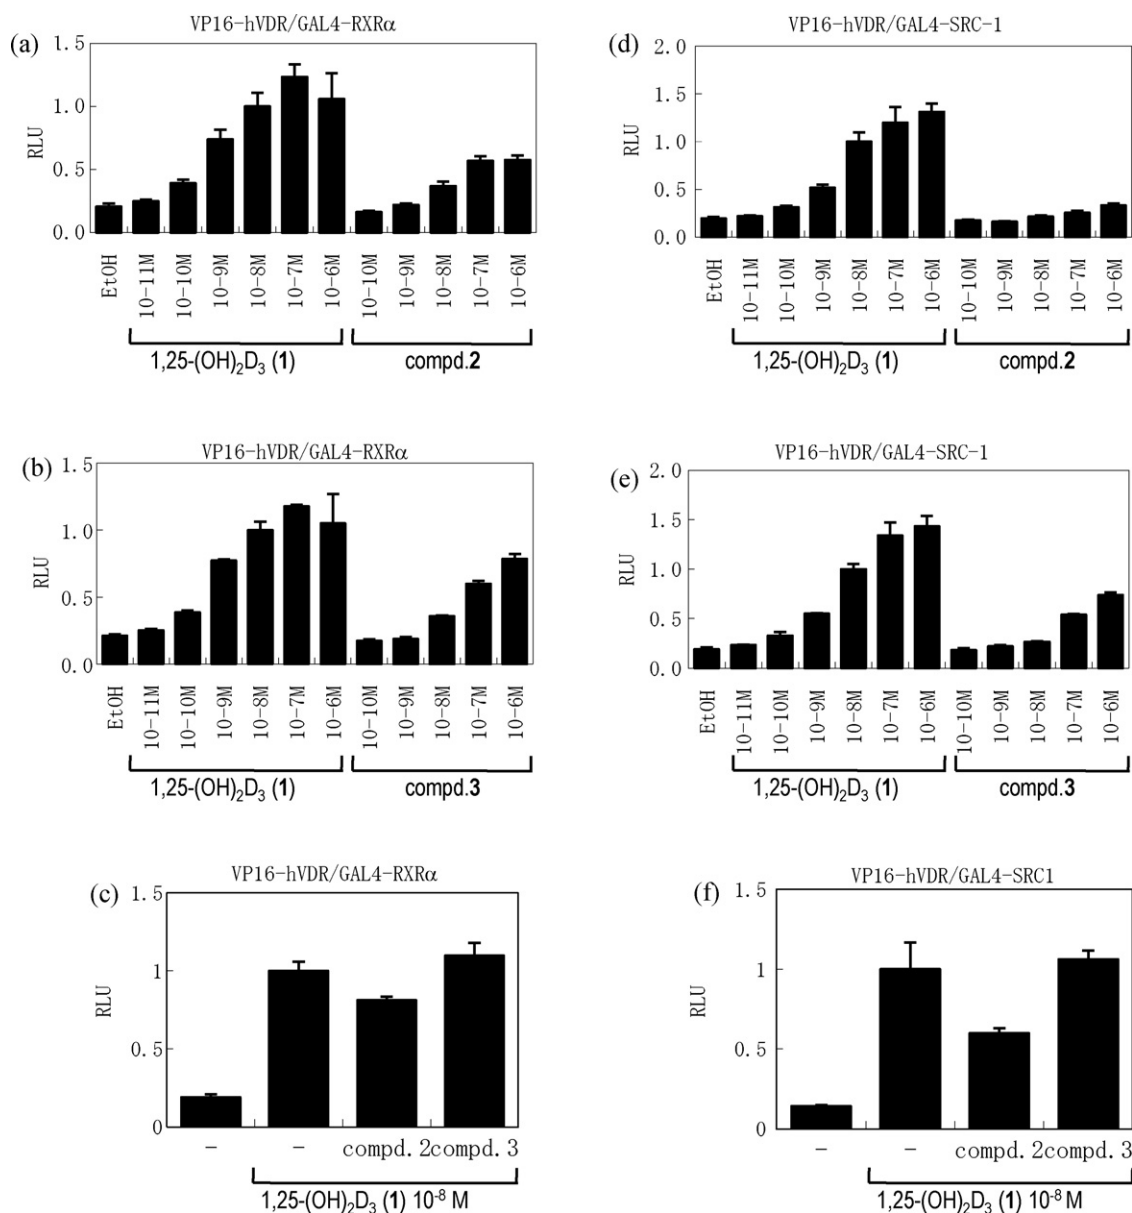 VP16-hVDR/GAL4-RXRα
(a)
1.5
1.0
0.5
0.0
RLU
EtOH
10-11M
10-10M
10-9M
10-8M
10-7M
10-6M
10-10M
10-9M
10-8M
10-7M
10-6M
1,25-(OH)₂D₃ (1)
compd.2
VP16-hVDR/GAL4-SRC-1
(d)
2.0
1.5
1.0
0.5
0.0
RLU
EtOH
10-11M
10-10M
10-9M
10-8M
10-7M
10-6M
10-10M
10-9M
10-8M
10-7M
10-6M
1,25-(OH)₂D₃ (1)
compd.2
VP16-hVDR/GAL4-RXRα
(b)
1.5
1.0
0.5
0.0
RLU
EtOH
10-11M
10-10M
10-9M
10-8M
10-7M
10-6M
10-10M
10-9M
10-8M
10-7M
10-6M
1,25-(OH)₂D₃ (1)
compd.3
VP16-hVDR/GAL4-SRC-1
(e)
2.0
1.5
1.0
0.5
0.0
RLU
EtOH
10-11M
10-10M
10-9M
10-8M
10-7M
10-6M
10-10M
10-9M
10-8M
10-7M
10-6M
1,25-(OH)₂D₃ (1)
compd.3
VP16-hVDR/GAL4-RXRα
(c)
1.5
1
0.5
0
RLU
– – compd.2compd.3
1,25-(OH)₂D₃ (1) 10⁻⁸ M
VP16-hVDR/GAL4-SRC1
(f)
1.5
1
0.5
0
RLU
– – compd.2compd.3
1,25-(OH)₂D₃ (1) 10⁻⁸ M